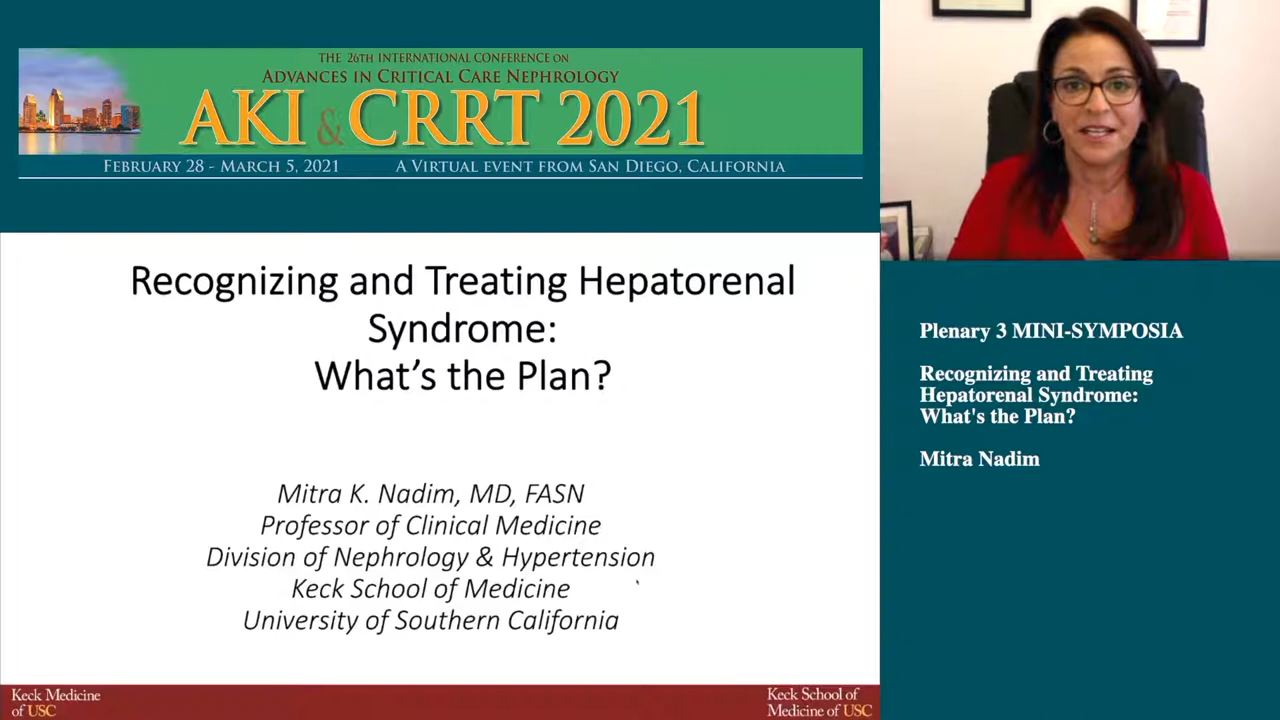 THE 26TH INTERNATIONAL CONFERENCE ON
ADVANCES IN CRITICAL CARE NEPHROLOGY
AKI & CRRT 2021
FEBRUARY 28 - MARCH 5, 2021 A VIRTUAL EVENT FROM SAN DIEGO, CALIFORNIA
Recognizing and Treating Hepatorenal
Syndrome:
What's the Plan?
Mitra K. Nadim, MD, FASN
Professor of Clinical Medicine
Division of Nephrology & Hypertension
Keck School of Medicine
University of Southern California
Keck Medicine
of USC
Keck School of
Medicine of USC
Plenary 3 MINI-SYMPOSIA
Recognizing and Treating
Hepatorenal Syndrome:
What's the Plan?
Mitra Nadim